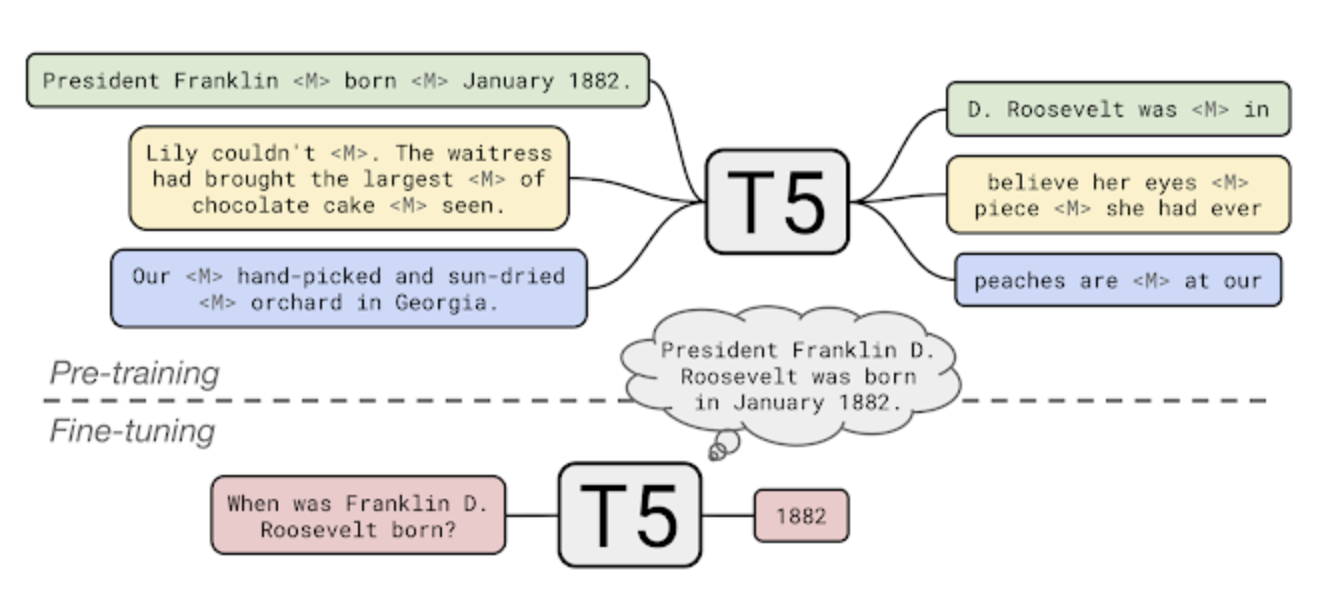 President Franklin <M> born <M> January 1882.
Lily couldn't <M>. The waitress
had brought the largest <M> of
chocolate cake <M> seen.
Our <M> hand-picked and sun-dried
<M> orchard in Georgia.
T5
D. Roosevelt was <M> in
believe her eyes <M>
piece <M> she had ever
peaches are <M> at our
President Franklin D.
Roosevelt was born
in January 1882.
Pre-training
Fine-tuning
When was Franklin D.
Roosevelt born?
T5
1882